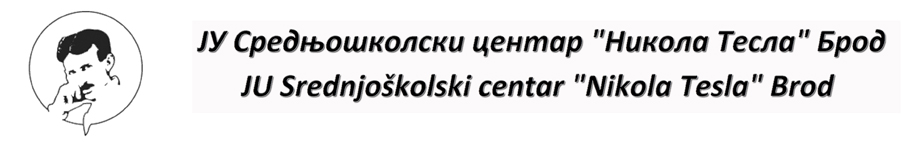 ЈУ Средњошколски центар "Никола Тесла" Брод
JU Srednjoškolski centar "Nikola Tesla" Brod